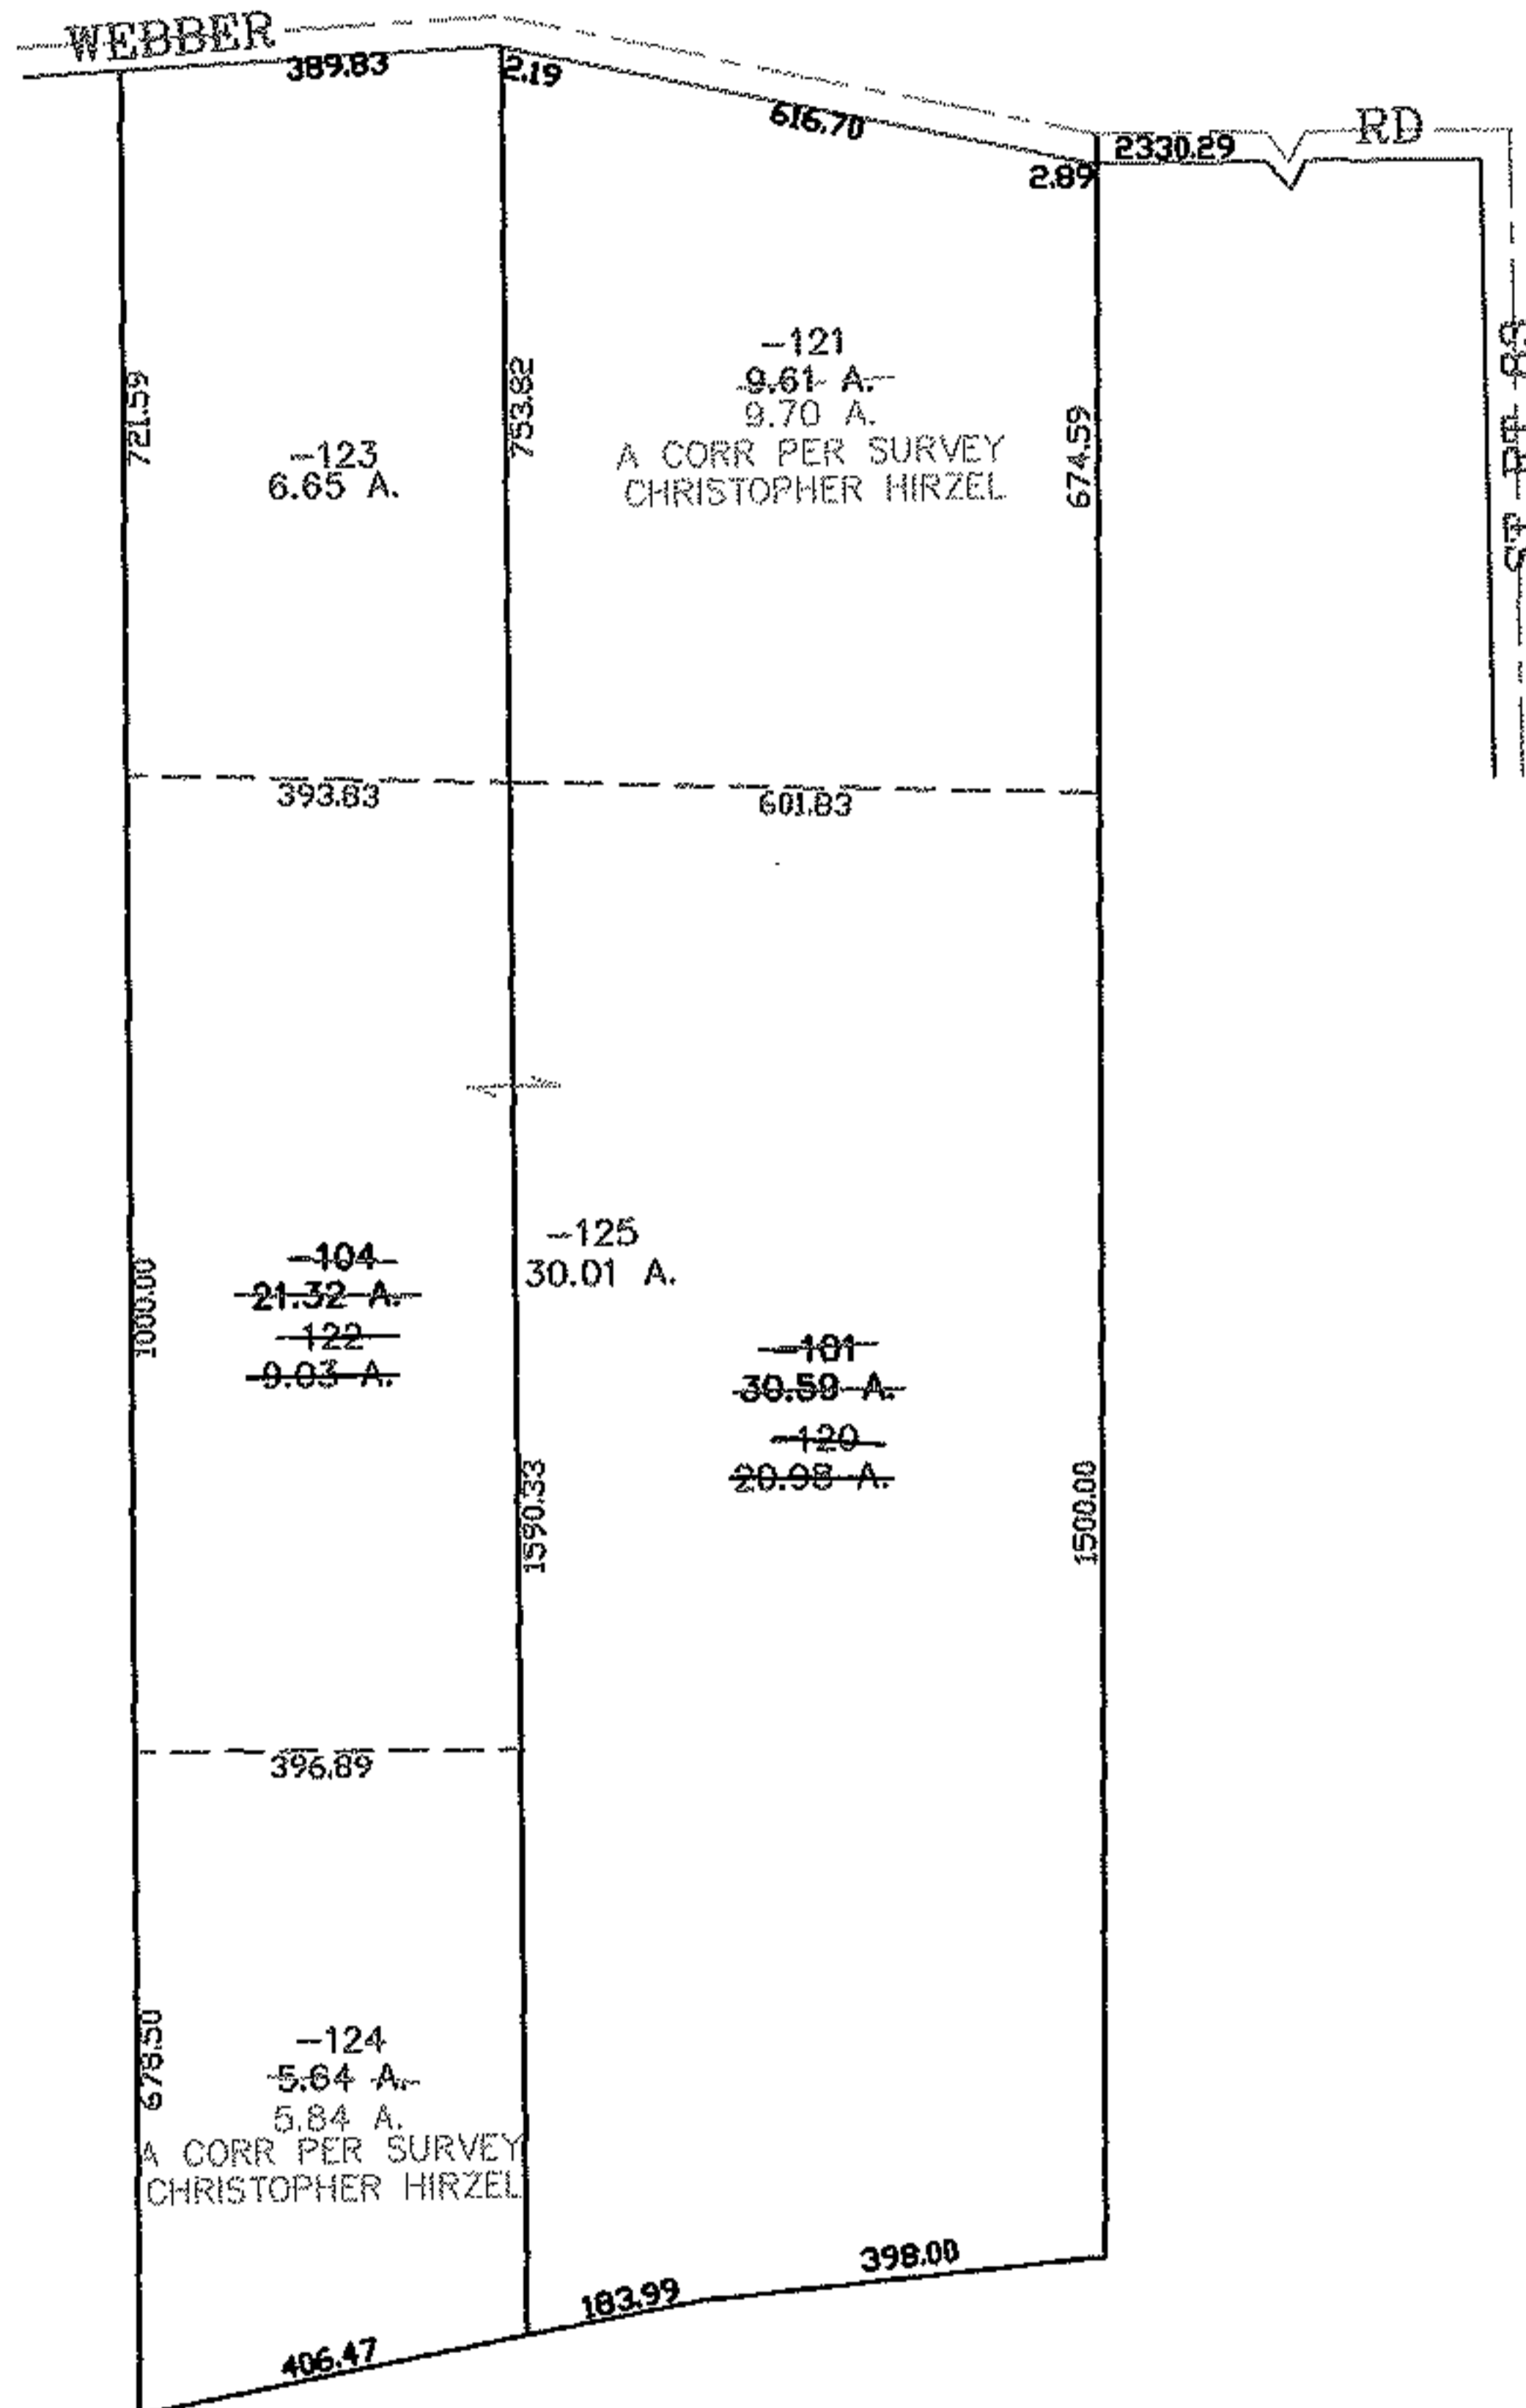 WEBBER
389.83
2.19
616.70
2330.29
RD
2.89
721.59
753.82
674.59
-123
6.65 A.
-121
9.61 A.
9.70 A.
A CORR PER SURVEY
CHRISTOPHER HIRZEL
393.83
601.83
1000.00
-104
21.32 A.
-122
9.03 A.
-125
30.01 A.
-101
30.59 A.
-120
20.98 A.
1590.33
1500.00
396.89
678.50
-124
5.64 A.
5.84 A.
A CORR PER SURVEY
CHRISTOPHER HIRZEL
398.00
183.99
406.47